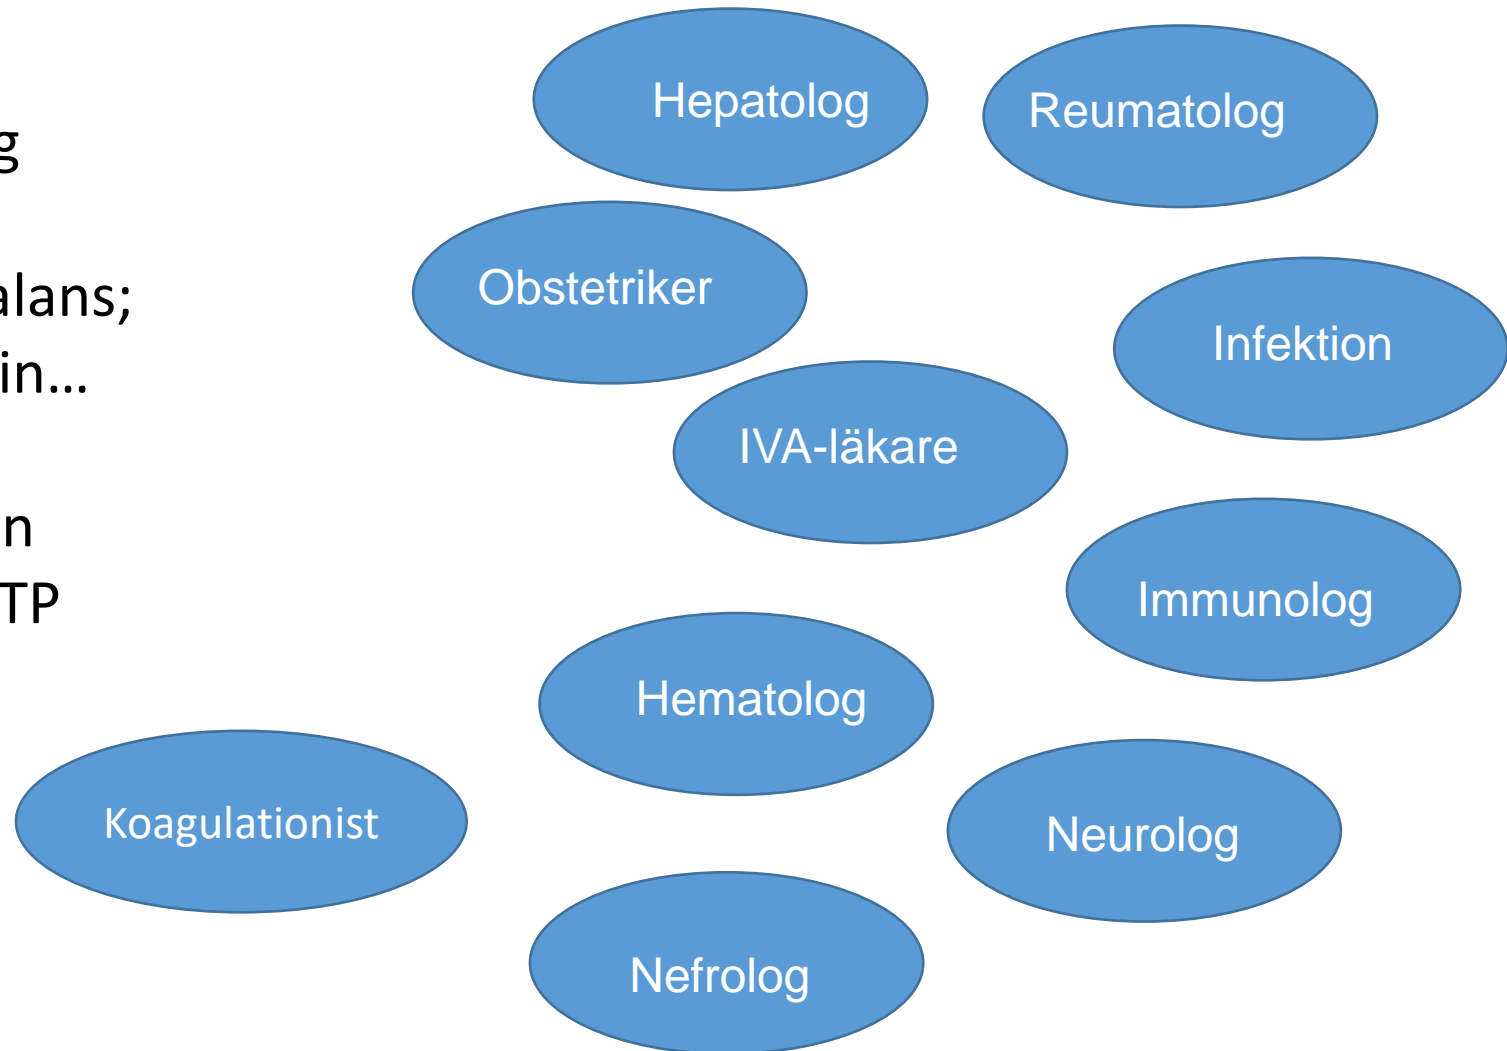 Hepatolog
Reumatolog
g
Obstetriker
alans;
in...
Infektion
IVA-läkare
n
TP
Immunolog
Hematolog
Koagulationist
Neurolog
Nefrolog